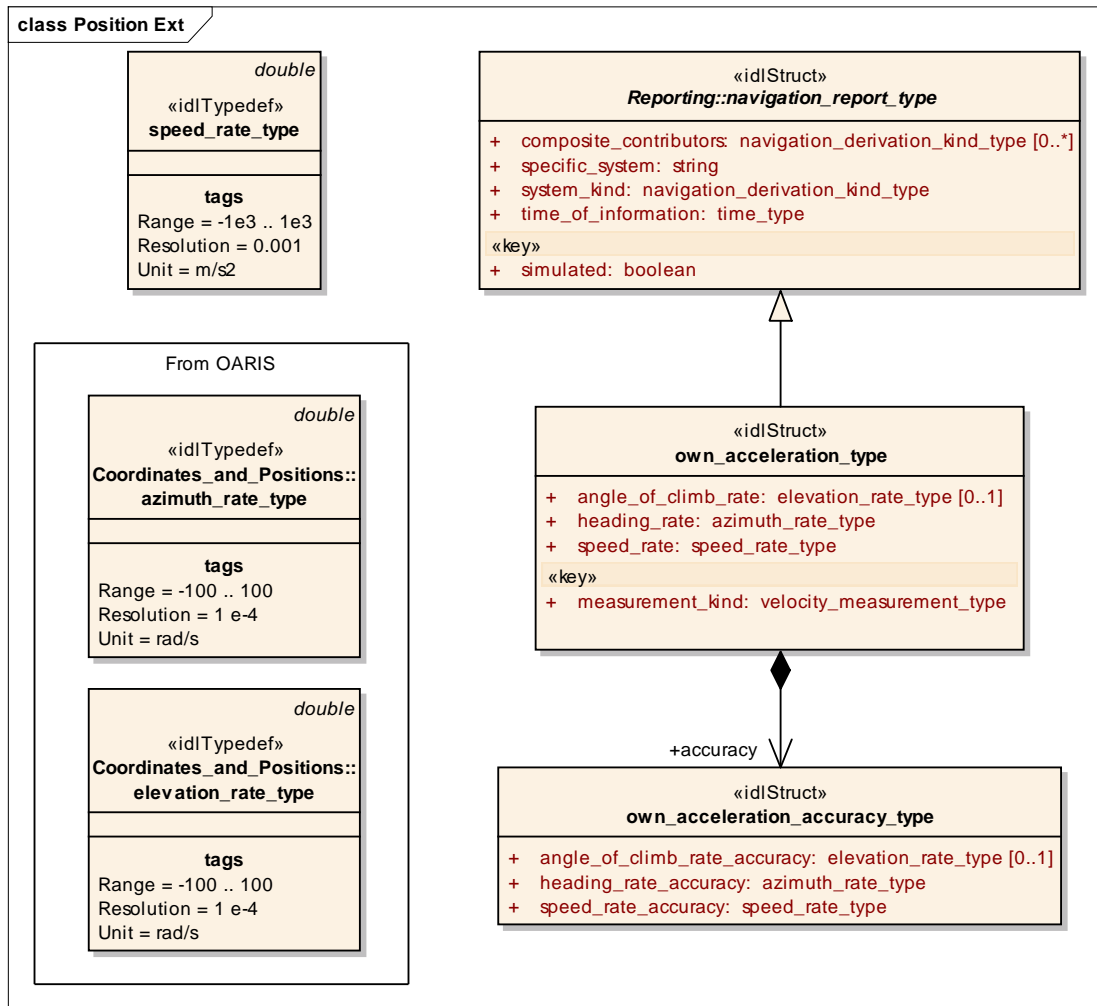 class Position Ext
double
«idlTypedef»
speed_rate_type
tags
Range = -1e3 .. 1e3
Resolution = 0.001
Unit = m/s2
From OARIS
double
«idlTypedef»
Coordinates_and_Positions::
azimuth_rate_type
tags
Range = -100 .. 100
Resolution = 1 e-4
Unit = rad/s
double
«idlTypedef»
Coordinates_and_Positions::
elevation_rate_type
tags
Range = -100 .. 100
Resolution = 1 e-4
Unit = rad/s
«idlStruct»
Reporting::navigation_report_type
+ composite_contributors: navigation_derivation_kind_type [0..*]
+ specific_system: string
+ system_kind: navigation_derivation_kind_type
+ time_of_information: time_type
«key»
+ simulated: boolean
«idlStruct»
own_acceleration_type
+ angle_of_climb_rate: elevation_rate_type [0..1]
+ heading_rate: azimuth_rate_type
+ speed_rate: speed_rate_type
«key»
+ measurement_kind: velocity_measurement_type
+accuracy
«idlStruct»
own_acceleration_accuracy_type
+ angle_of_climb_rate_accuracy: elevation_rate_type [0..1]
+ heading_rate_accuracy: azimuth_rate_type
+ speed_rate_accuracy: speed_rate_type